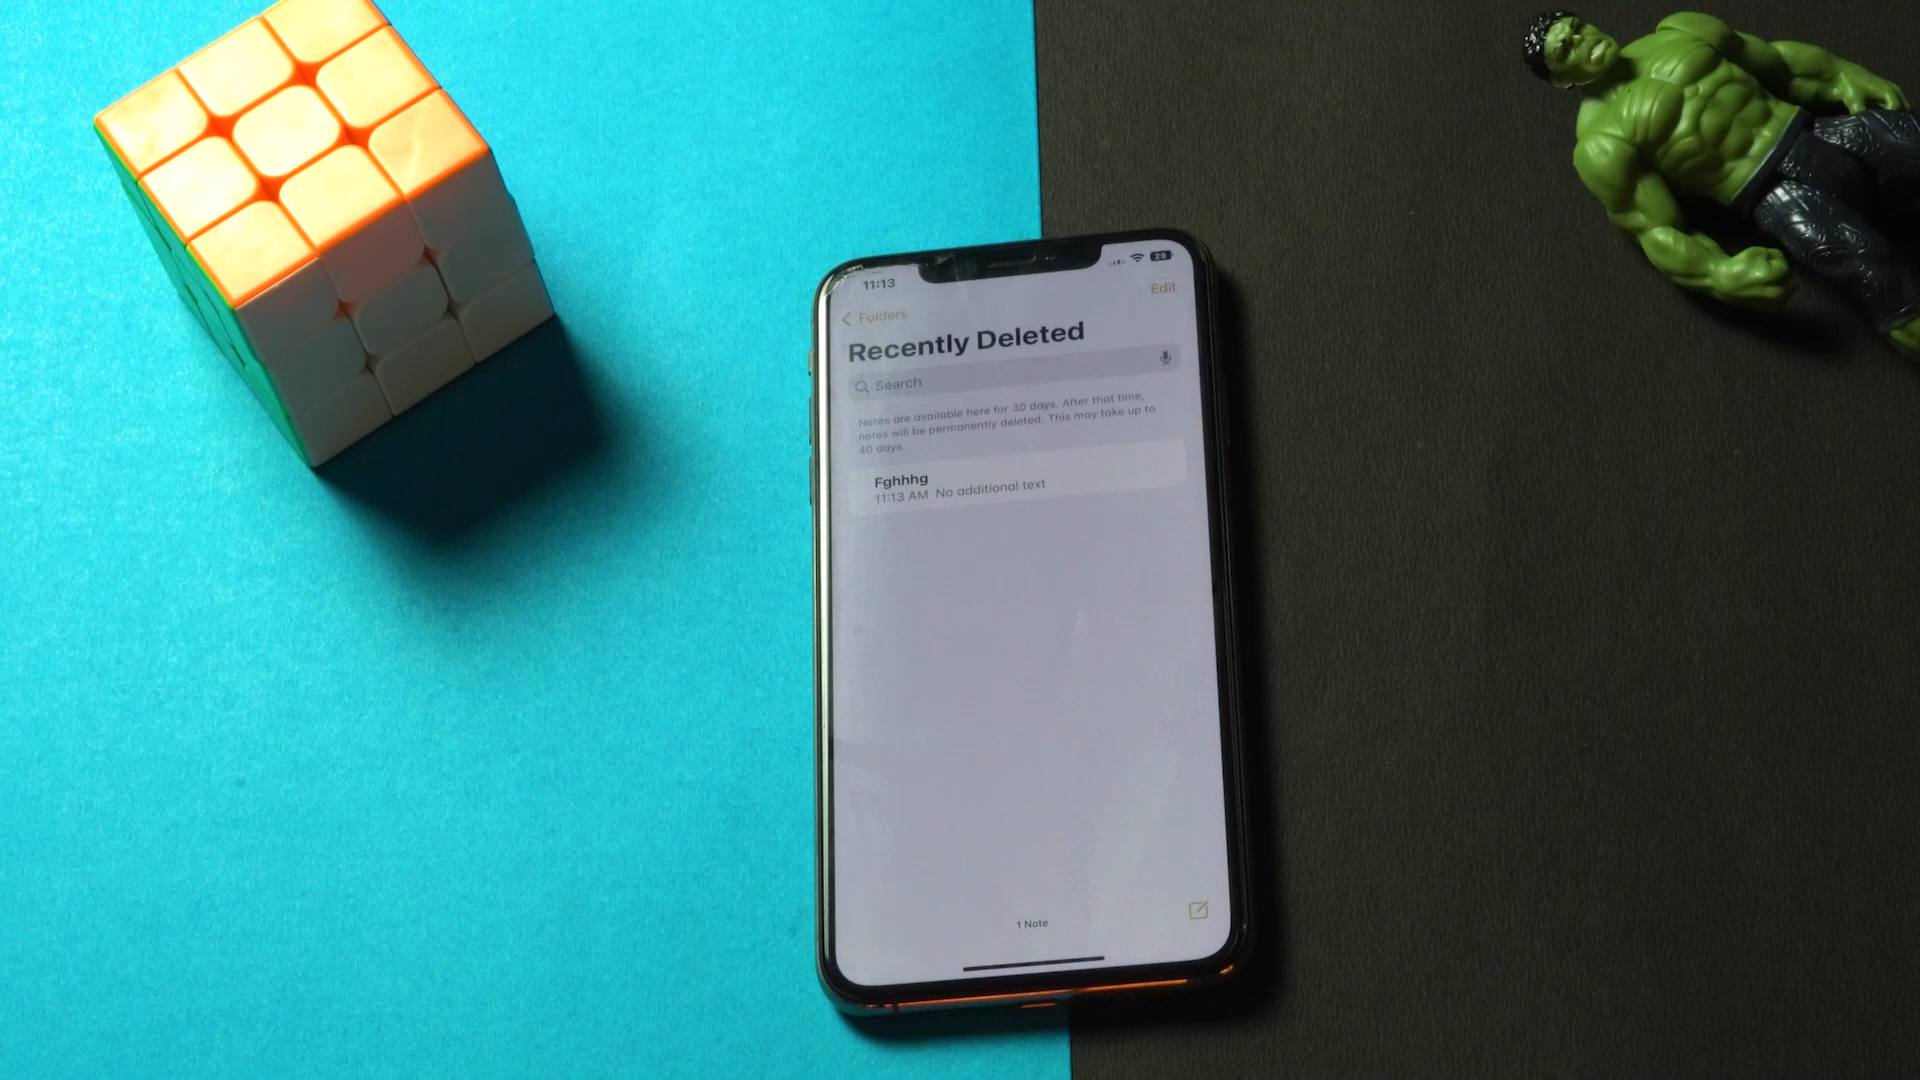 11:13
29
Folders
Edit
Recently Deleted
Search
Notes are available here for 30 days. After that time,
notes will be permanently deleted. This may take up to
40 days.
Fghhhg
11:13 AM No additional text
1 Note